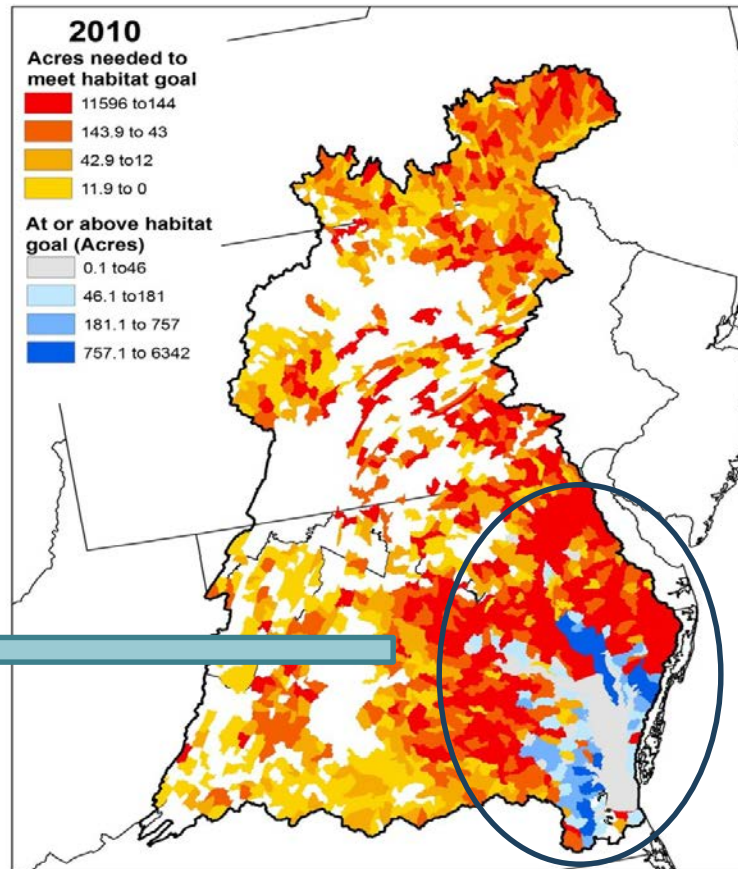 2010
Acres needed to
meet habitat goal
11596 to144
143.9 to 43
42.9 to12
11.9 to 0
At or above habitat
goal (Acres)
0.1 to46
46.1 to181
181.1 to 757
757.1 to 6342